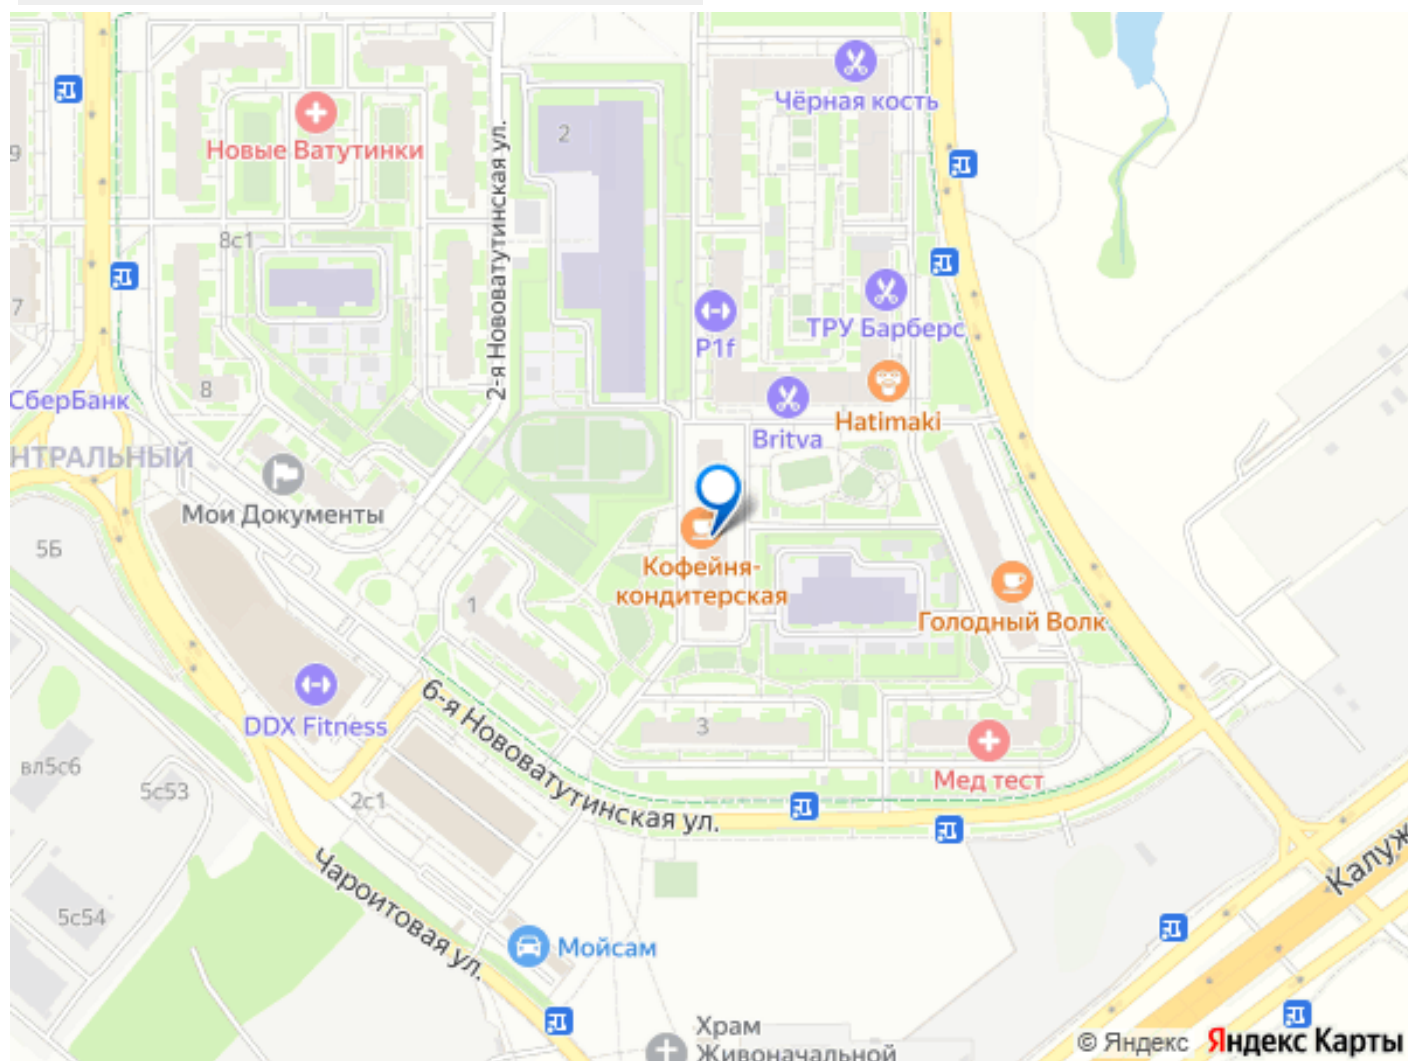 Чёрная кость
2
Новые Ватутинки
9
2-я Нововатутинская ул.
8с1
7
ТРУ Барберс
P1f
8
СберБанк
Hatimaki
Britva
НТРАЛЬНЫЙ
Мои Документы
5Б
Кофейня-
кондитерская
1
Голодный Волк
6-я Нововатутинская ул.
DDX Fitness
3
Мед тест
вл5с6
5с53
2с1
Калуж
Чароитовая ул.
5с54
Мойсам
Храм
Живоначальной
© Яндекс Яндекс Карты